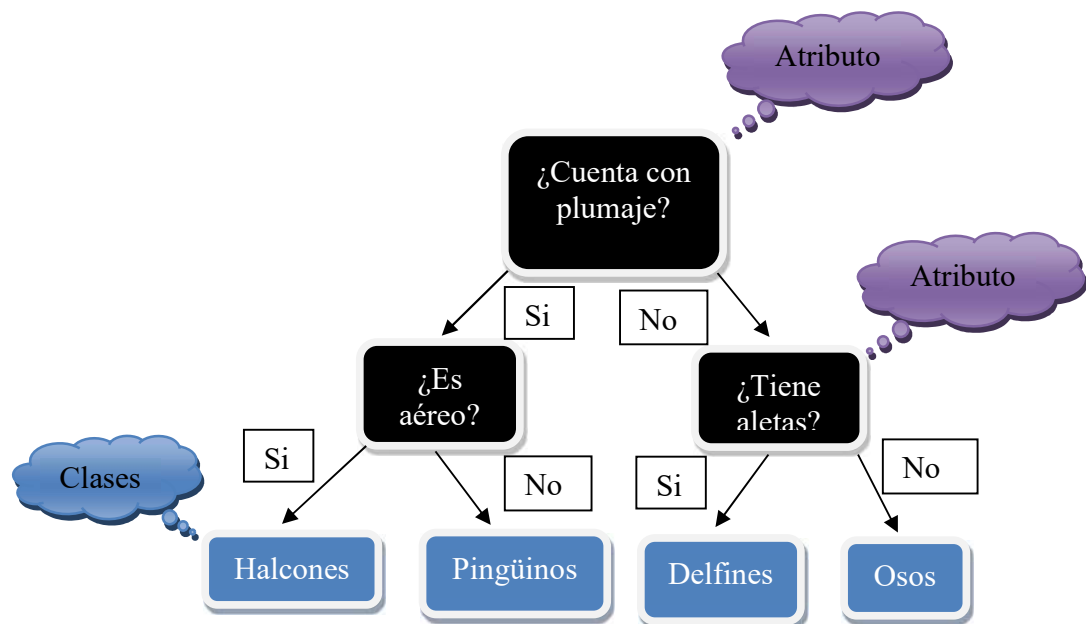 Atributo
¿Cuenta con
plumaje?
Atributo
Si
No
¿Es
aéreo?
¿Tiene
aletas?
Clases
Si
No
Si
No
Halcones
Pingüinos
Delfines
Osos